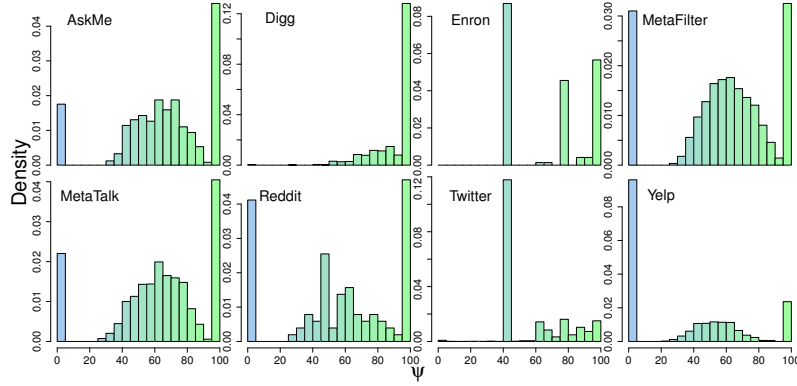 AskMe
Digg
Enron
MetaFilter
0.00 0.01 0.02 0.03 0.04
0.00 0.04 0.08 0.12
0.00 0.02 0.04 0.06 0.08
0.000 0.010 0.020 0.030
Density
MetaTalk
Reddit
Twitter
Yelp
0.00 0.01 0.02 0.03 0.04
0.00 0.01 0.02 0.03 0.04
0.00 0.04 0.08 0.12
0.00 0.02 0.04 0.06 0.08
0 20 40 60 80 100
0 20 40 60 80 100
0 20 40 60 80 100
0 20 40 60 80 100
ψ